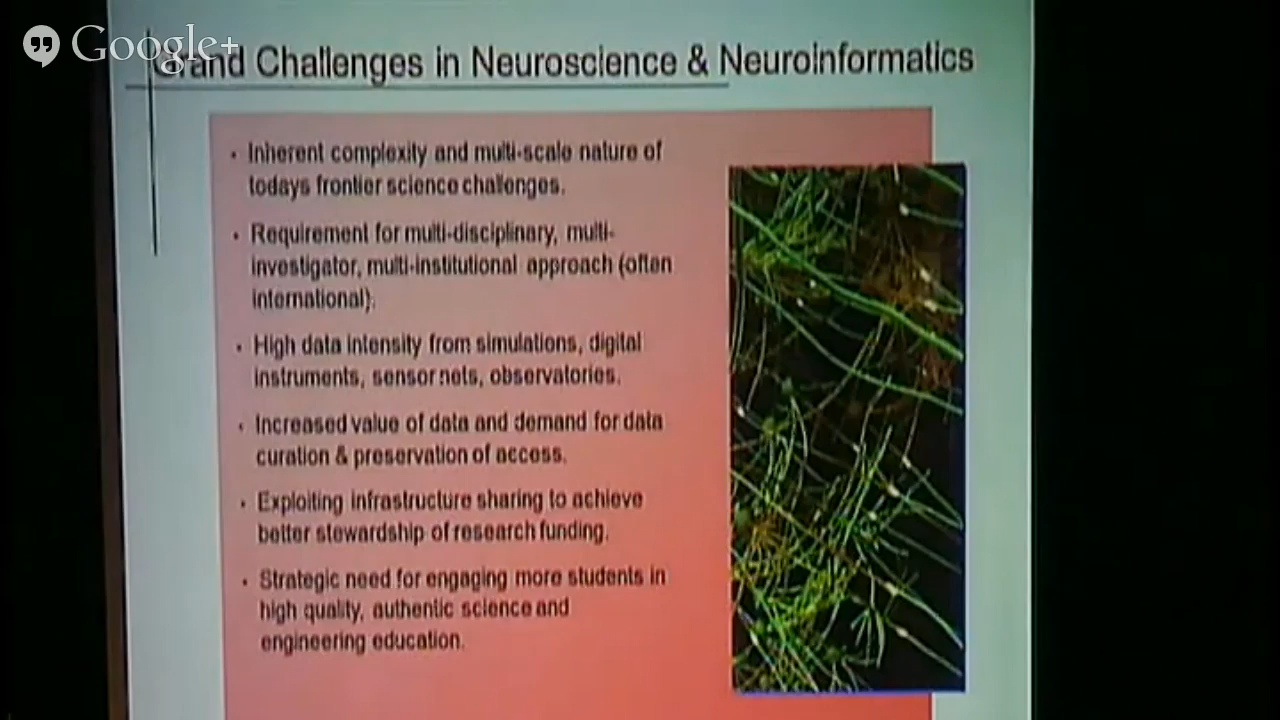 Google+
Grand Challenges in Neuroscience & Neuroinformatics
• Inherent complexity and multi-scale nature of
todays frontier science challenges.
• Requirement for multi-disciplinary, multi-
investigator, multi-institutional approach (often
international).
• High data intensity from simulations, digital
instruments, sensor nets, observatories.
• Increased value of data and demand for data
curation & preservation of access.
• Exploiting infrastructure sharing to achieve
better stewardship of research funding.
• Strategic need for engaging more students in
high quality, authentic science and
engineering education.